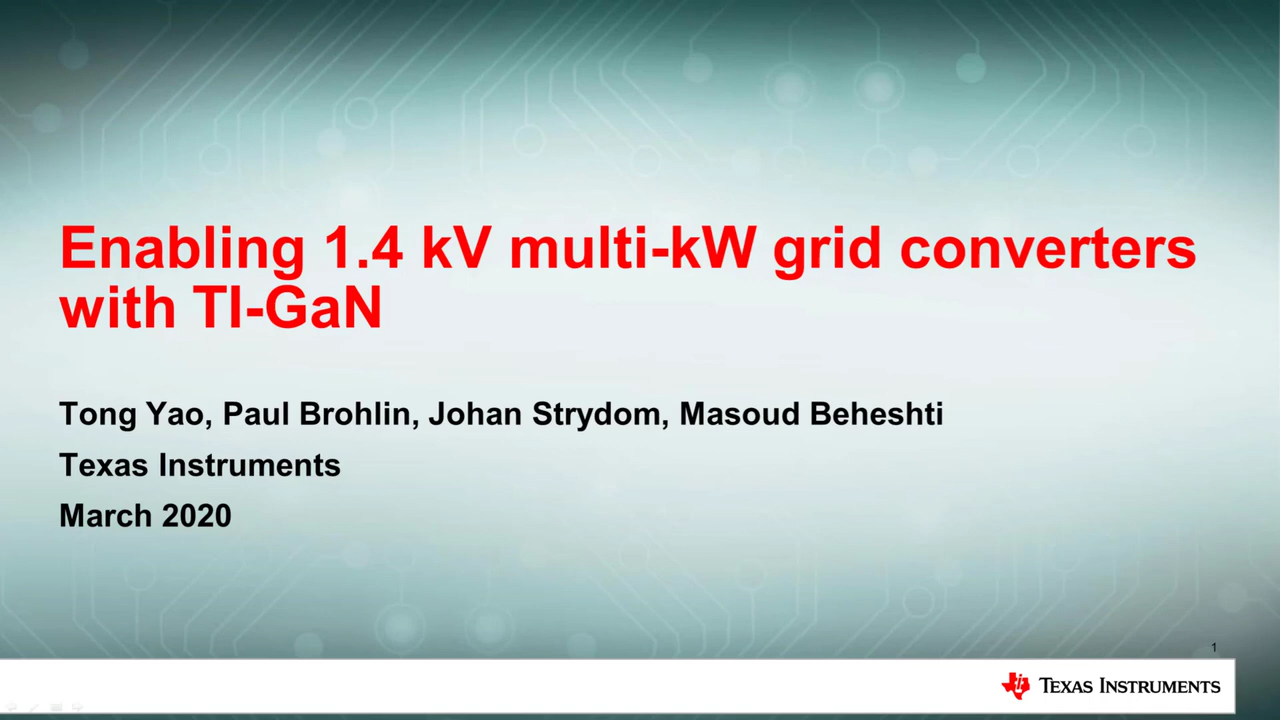 Enabling 1.4 kV multi-kW grid converters
with TI-GaN
Tong Yao, Paul Brohlin, Johan Strydom, Masoud Beheshti
Texas Instruments
March 2020
1
TEXAS INSTRUMENTS